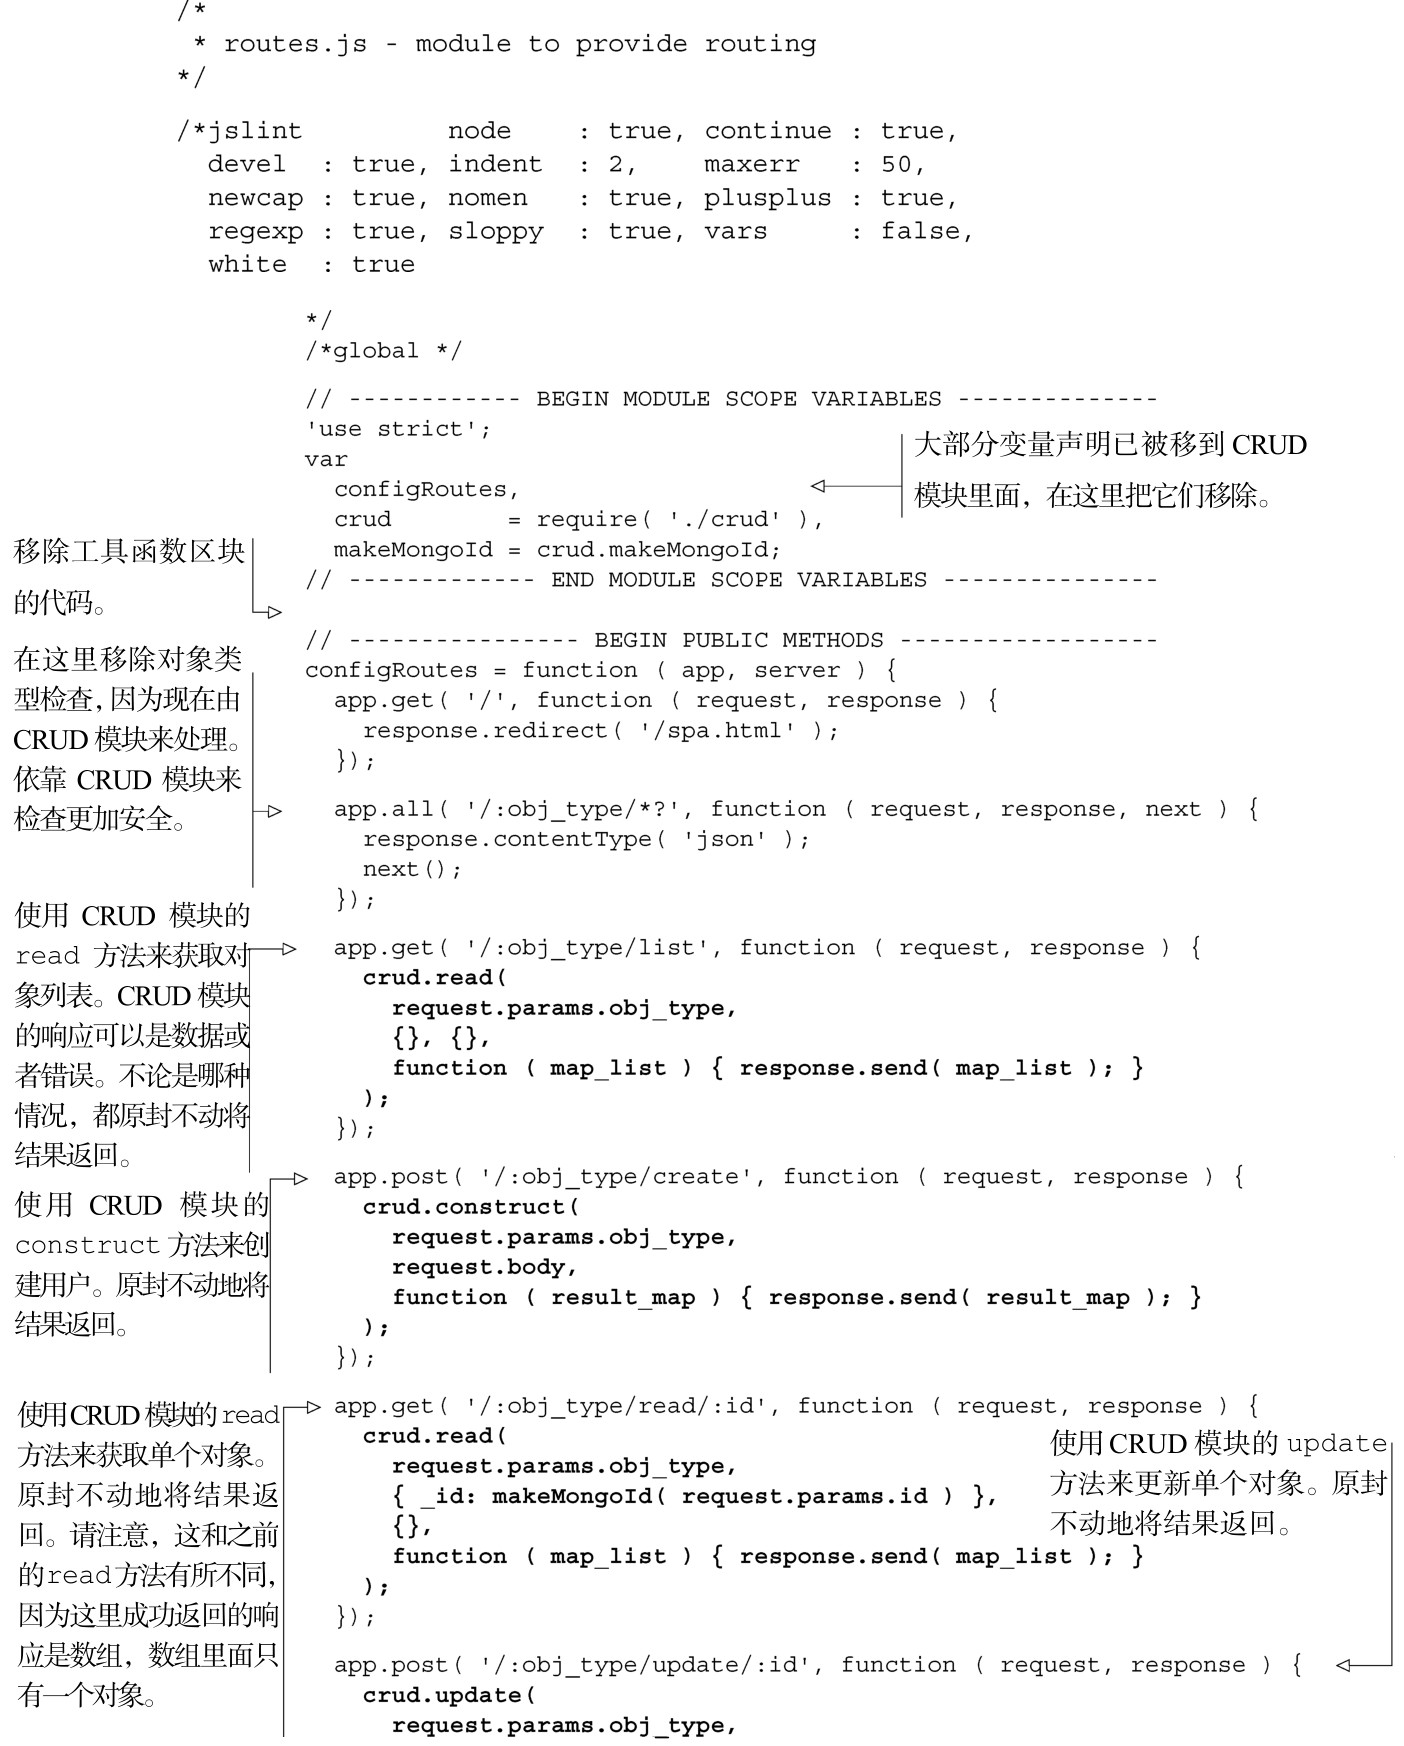 /*
 * routes.js - module to provide routing
*/
/*jslint         node    : true, continue : true,
  devel  : true, indent  : 2,    maxerr   : 50,
  newcap : true, nomen   : true, plusplus : true,
  regexp : true, sloppy  : true, vars     : false,
  white  : true
*/
/*global */
// ------------ BEGIN MODULE SCOPE VARIABLES --------------
'use strict';
var
  configRoutes,
  crud        = require( './crud' ),
  makeMongoId = crud.makeMongoId;
// ------------- END MODULE SCOPE VARIABLES ---------------
大部分变量声明已被移到 CRUD
模块里面，在这里把它们移除。
移除工具函数区块
的代码。
// ---------------- BEGIN PUBLIC METHODS ------------------
configRoutes = function ( app, server ) {
  app.get( '/', function ( request, response ) {
    response.redirect( '/spa.html' );
  });
在这里移除对象类
型检查，因为现在由
CRUD 模块来处理。
依靠 CRUD 模块来
检查更加安全。
  app.all( '/:obj_type/*?', function ( request, response, next ) {
    response.contentType( 'json' );
    next();
  });
使用 CRUD 模块的
read 方法来获取对
象列表。CRUD 模块
的响应可以是数据或
者错误。不论是哪种
情况，都原封不动将
结果返回。
  app.get( '/:obj_type/list', function ( request, response ) {
    crud.read(
      request.params.obj_type,
      {}, {},
      function ( map_list ) { response.send( map_list ); }
    );
  });
使用 CRUD 模块的
construct 方法来创
建用户。原封不动地将
结果返回。
  app.post( '/:obj_type/create', function ( request, response ) {
    crud.construct(
      request.params.obj_type,
      request.body,
      function ( result_map ) { response.send( result_map ); }
    );
  });
使用CRUD 模块的 read
方法来获取单个对象。
原封不动地将结果返
回。请注意，这和之前
的read方法有所不同，
因为这里成功返回的响
应是数组，数组里面只
有一个对象。
  app.get( '/:obj_type/read/:id', function ( request, response ) {
    crud.read(
      request.params.obj_type,
      { _id: makeMongoId( request.params.id ) },
      {},
      function ( map_list ) { response.send( map_list ); }
    );
  });
使用 CRUD 模块的 update
方法来更新单个对象。原封
不动地将结果返回。
  app.post( '/:obj_type/update/:id', function ( request, response ) {
    crud.update(
      request.params.obj_type,